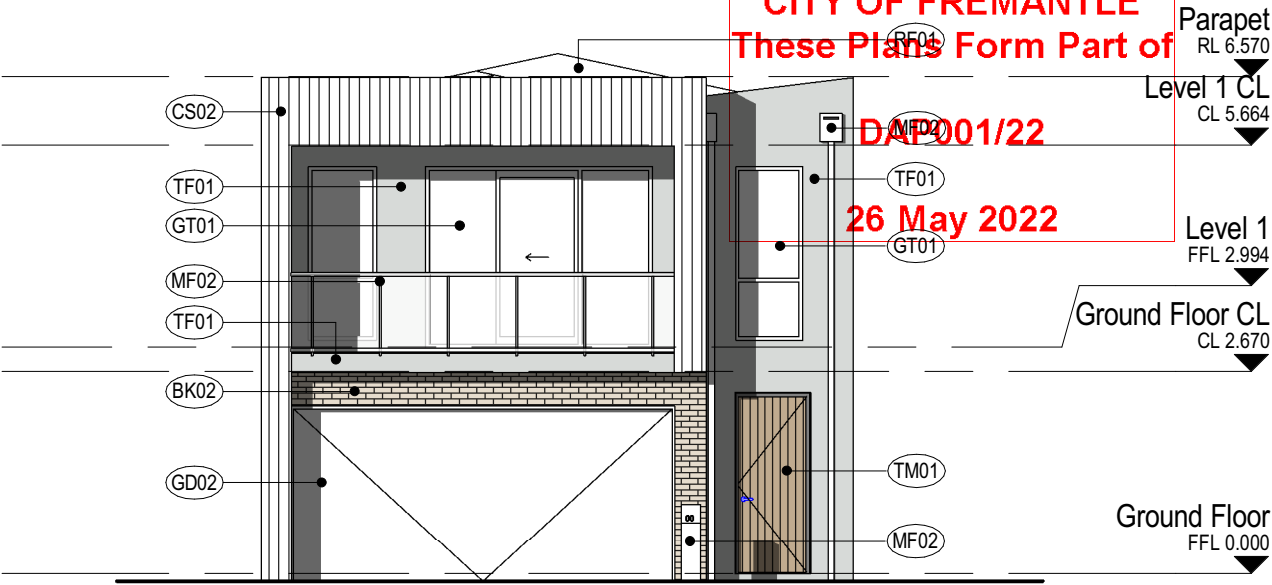 CITY OF FREMANTLE
These Plans Form Part of
DAP001/22
26 May 2022
RF01
Parapet
RL 6.570
Level 1 CL
CL 5.664
CS02
MF02
TF01
TF01
GT01
GT01
Level 1
FFL 2.994
MF02
TF01
Ground Floor CL
CL 2.670
BK02
GD02
TM01
Ground Floor
FFL 0.000
MF02
00